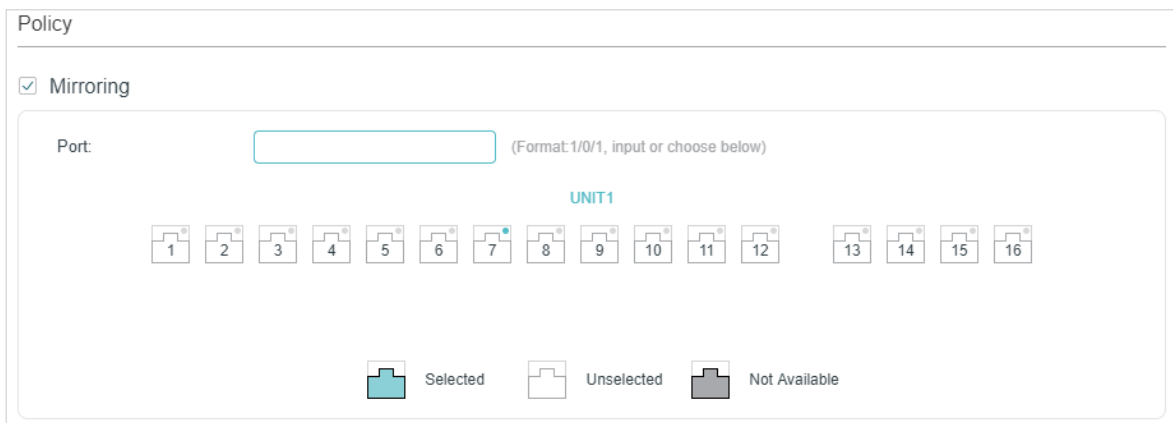 Policy
Mirroring
Port: (Format:1/0/1, input or choose below)
UNIT1
1 2 3 4 5 6 7 8 9 10 11 12 13 14 15 16
Selected Unselected Not Available